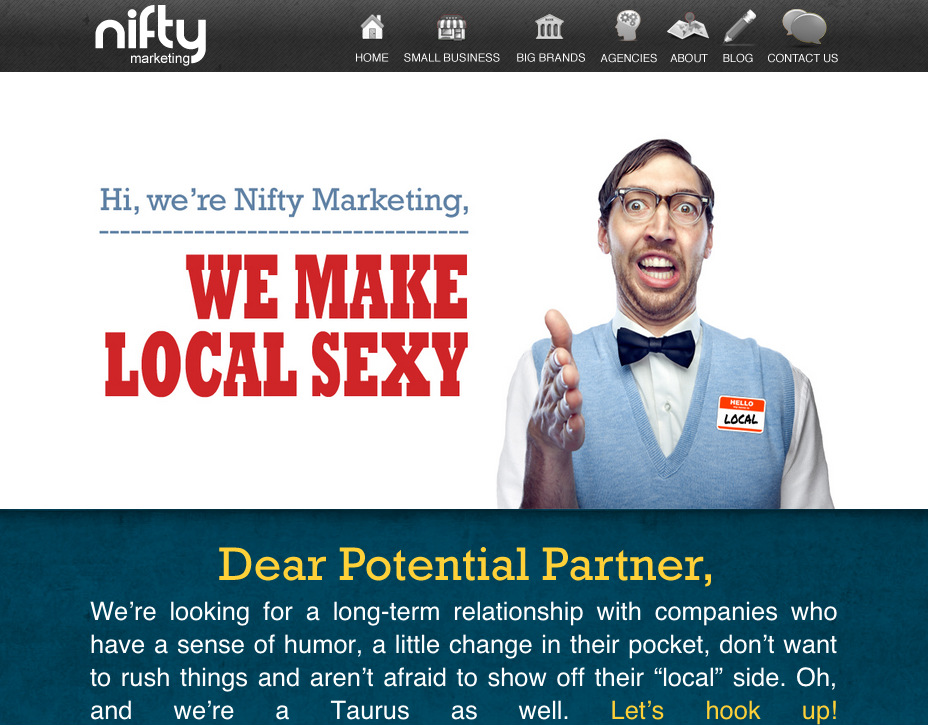 nifty
marketing
HOME SMALL BUSINESS BIG BRANDS AGENCIES ABOUT BLOG CONTACT US
Hi, we're Nifty Marketing,
WE MAKE
LOCAL SEXY
HELLO
LOCAL
Dear Potential Partner,
We're looking for a long-term relationship with companies who
have a sense of humor, a little change in their pocket, don't want
to rush things and aren't afraid to show off their “local” side. Oh,
and we're a Taurus as well. Let's hook up!